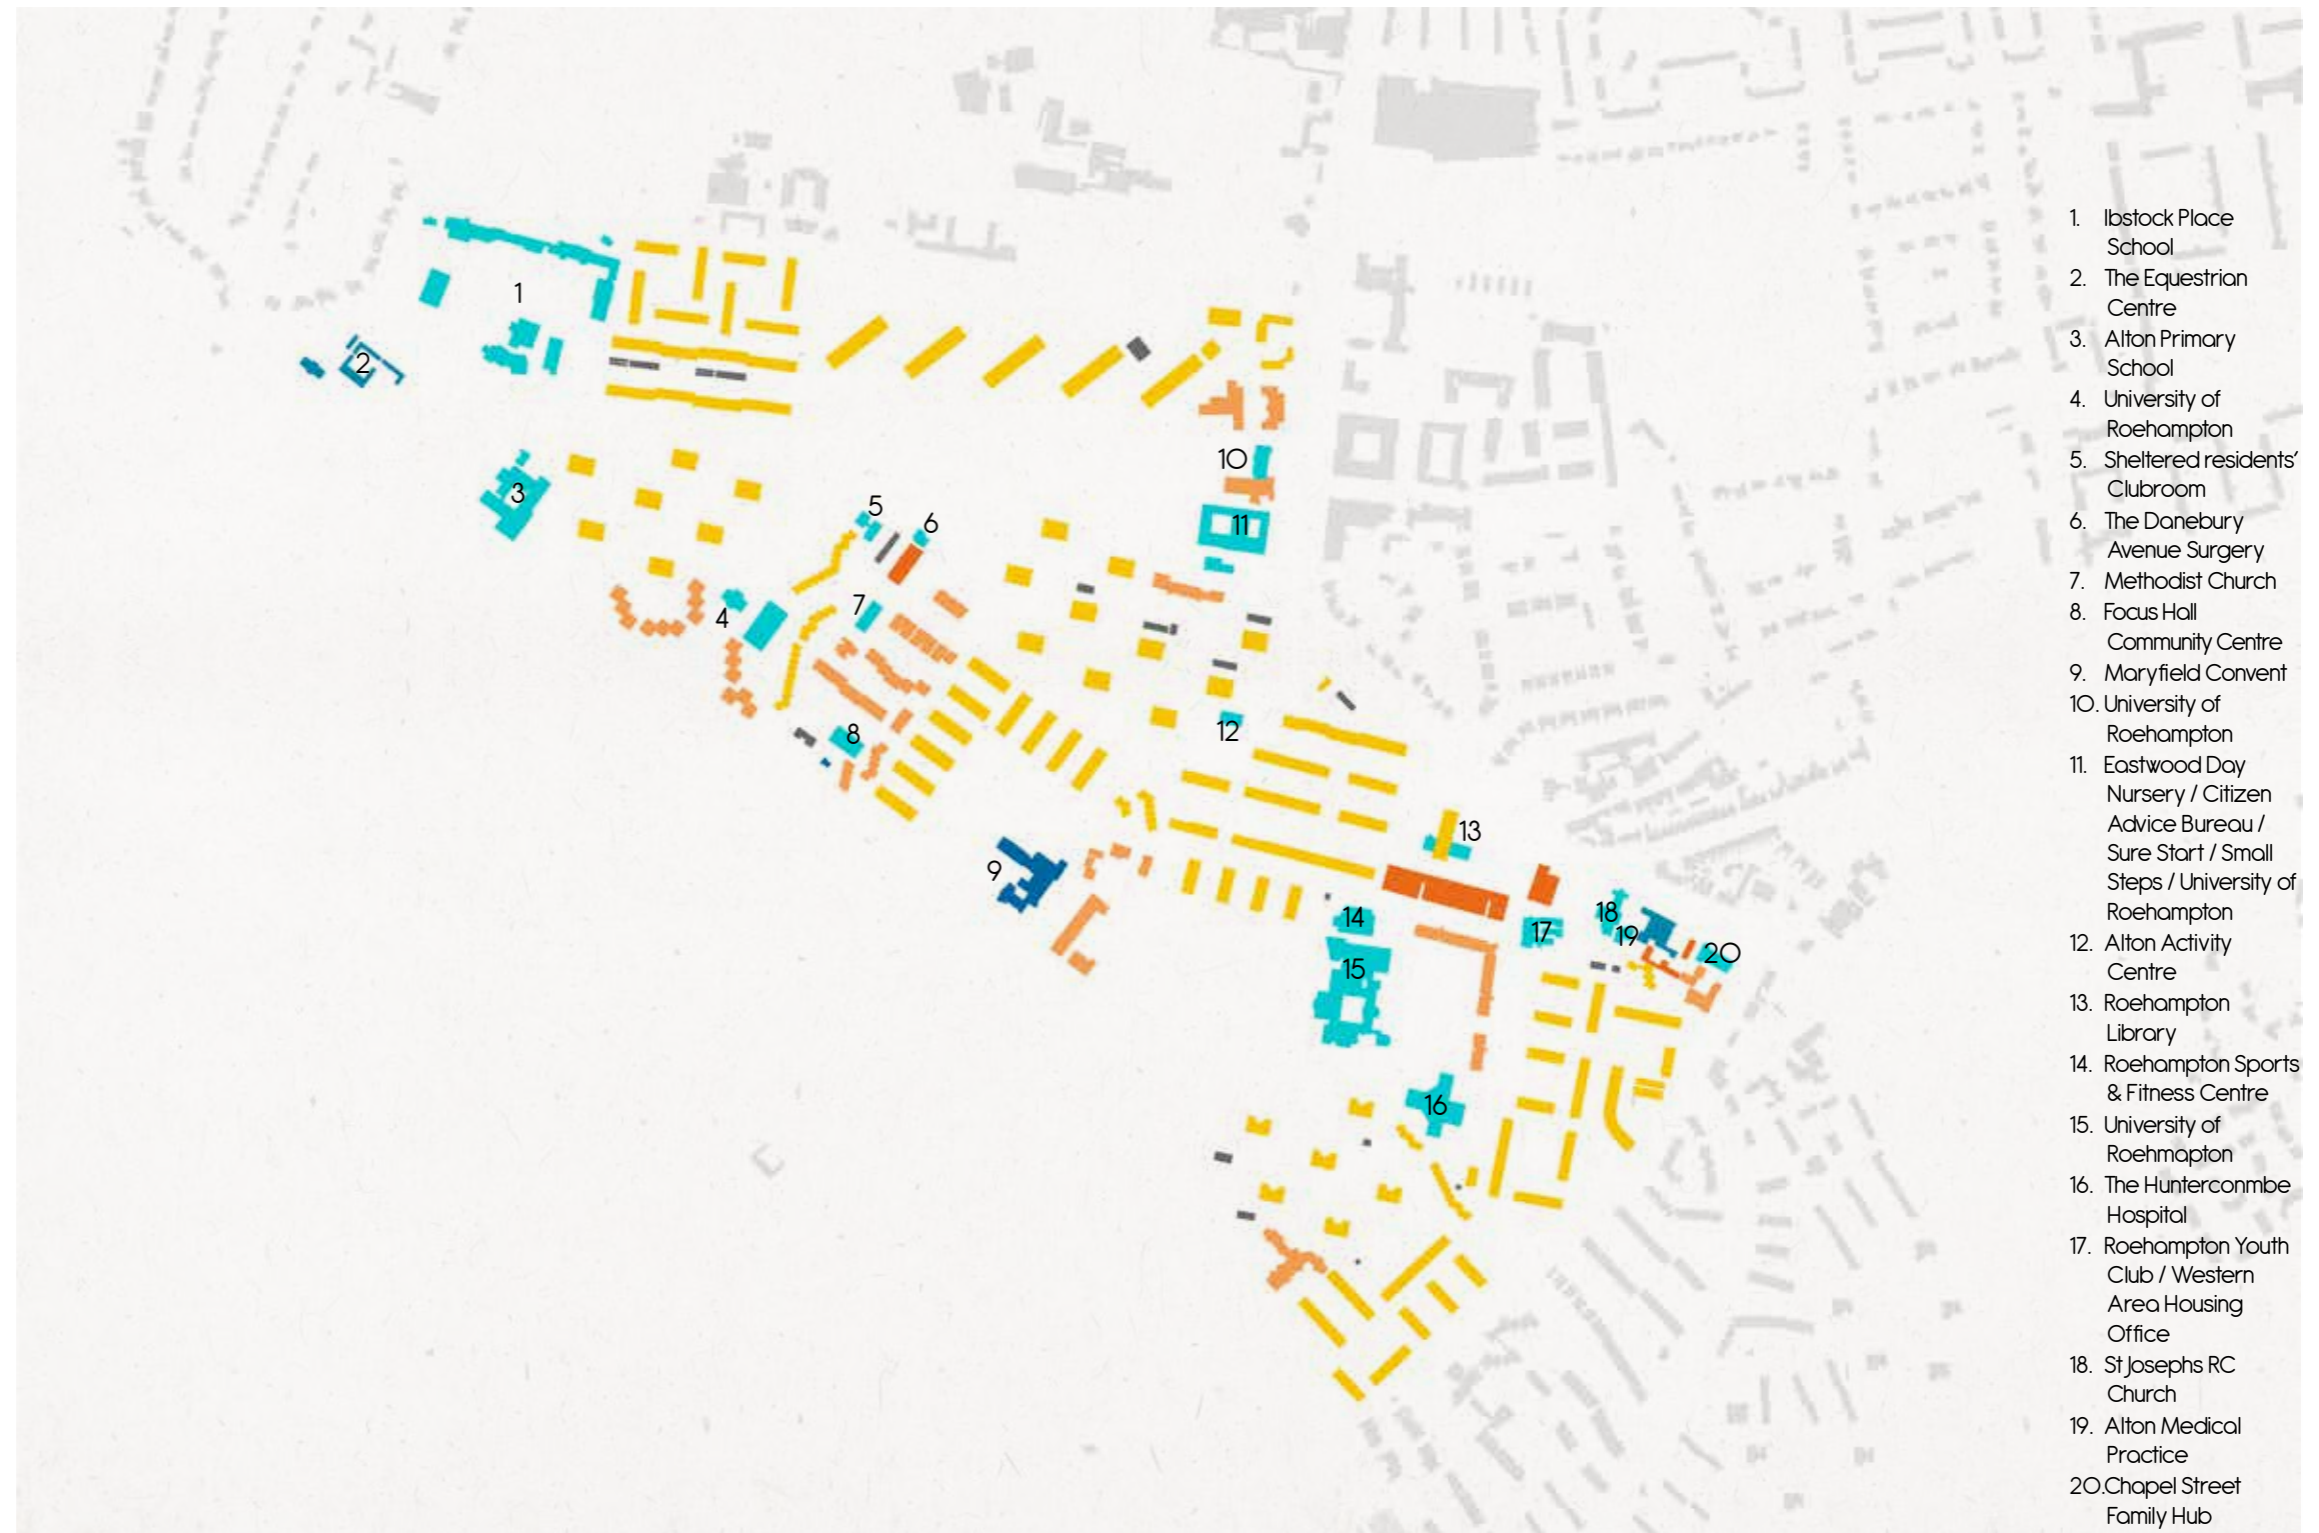 1
2
3
4
5
6
7
8
9
10
11
12
13
14
15
16
17
18
19
20
1. Ibstock Place
School
2. The Equestrian
Centre
3. Alton Primary
School
4. University of
Roehampton
5. Sheltered residents'
Clubroom
6. The Danebury
Avenue Surgery
7. Methodist Church
8. Focus Hall
Community Centre
9. Maryfield Convent
10. University of
Roehampton
11. Eastwood Day
Nursery / Citizen
Advice Bureau /
Sure Start / Small
Steps / University of
Roehampton
12. Alton Activity
Centre
13. Roehampton
Library
14. Roehampton Sports
& Fitness Centre
15. University of
Roehmapton
16. The Hunterconmbe
Hospital
17. Roehampton Youth
Club / Western
Area Housing
Office
18. St Josephs RC
Church
19. Alton Medical
Practice
20. Chapel Street
Family Hub